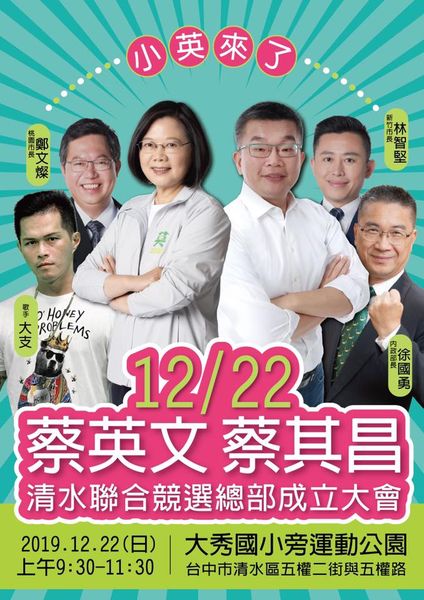 小英來了
桃園市長 鄭文燦
新竹市長 林智堅
歌手 大支
O' HONEY
PROBLEMS
英
內政部長 徐國勇
12/22
蔡英文 蔡其昌
清水聯合競選總部成立大會
2019.12.22(日)
上午9:30-11:30
大秀國小旁運動公園
台中市清水區五權二街與五權路